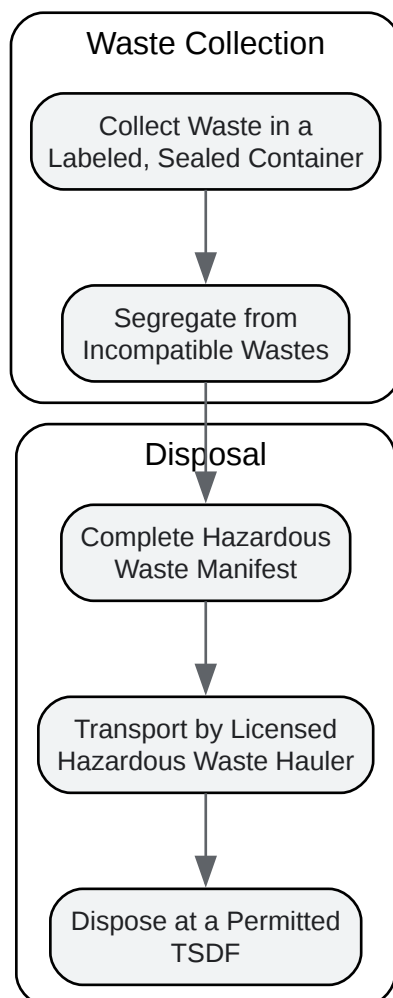 Waste Collection
Collect Waste in a
Labeled, Sealed Container
Segregate from
Incompatible Wastes
Disposal
Complete Hazardous
Waste Manifest
Transport by Licensed
Hazardous Waste Hauler
Dispose at a Permitted
TSDF